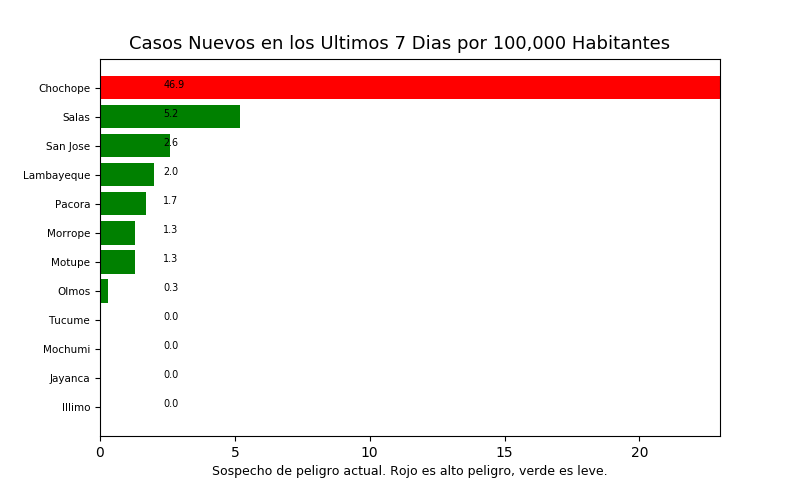 Casos Nuevos en los Ultimos 7 Dias por 100,000 Habitantes
Chochope 46.9
Salas 5.2
San Jose 2.6
Lambayeque 2.0
Pacora 1.7
Morrope 1.3
Motupe 1.3
Olmos 0.3
Tucume 0.0
Mochumi 0.0
Jayanca 0.0
Illimo 0.0
0 5 10 15 20
Sospecho de peligro actual. Rojo es alto peligro, verde es leve.